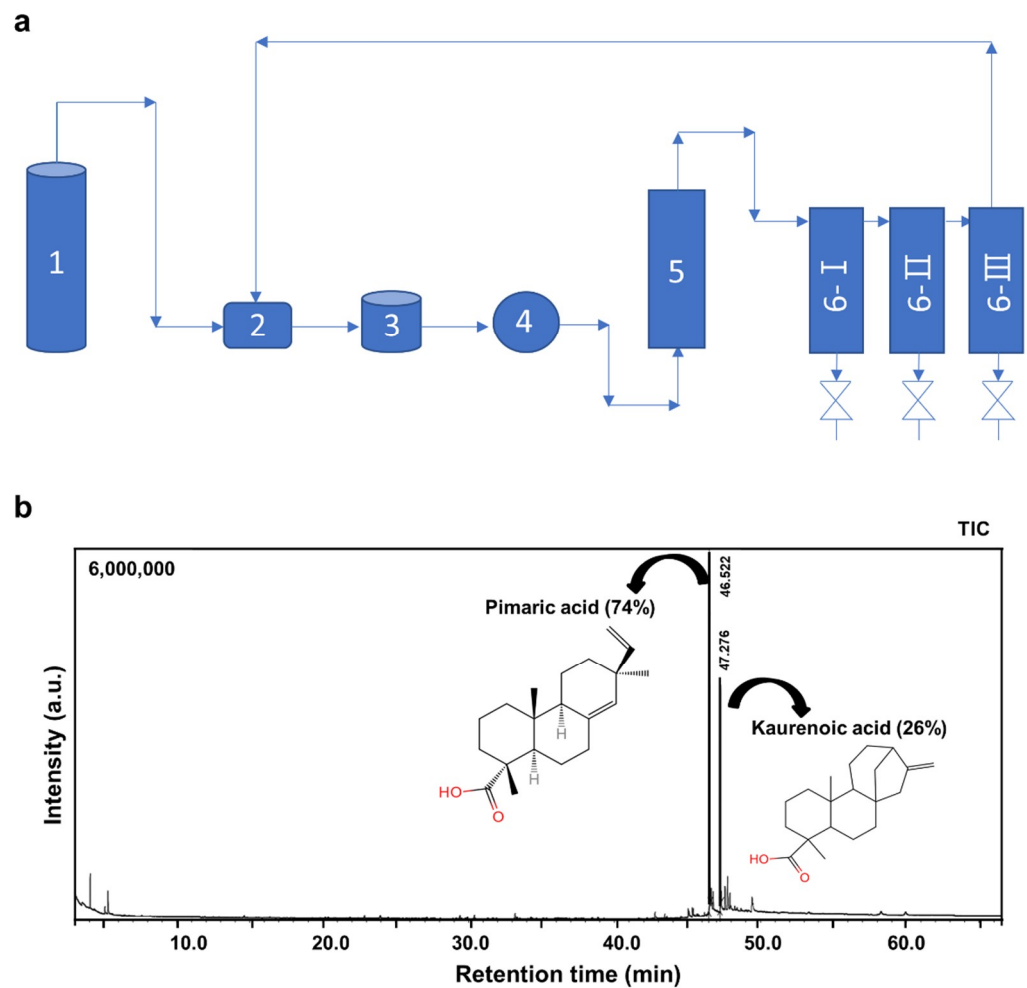 a
1
2
3
4
5
6-I
6-II
6-III
b
TIC
6,000,000
46.522
Pimaric acid (74%)
47.276
Kaurenoic acid (26%)
H
H
HO
O
HO
O
Intensity (a.u.)
10.0 20.0 30.0 40.0 50.0 60.0
Retention time (min)